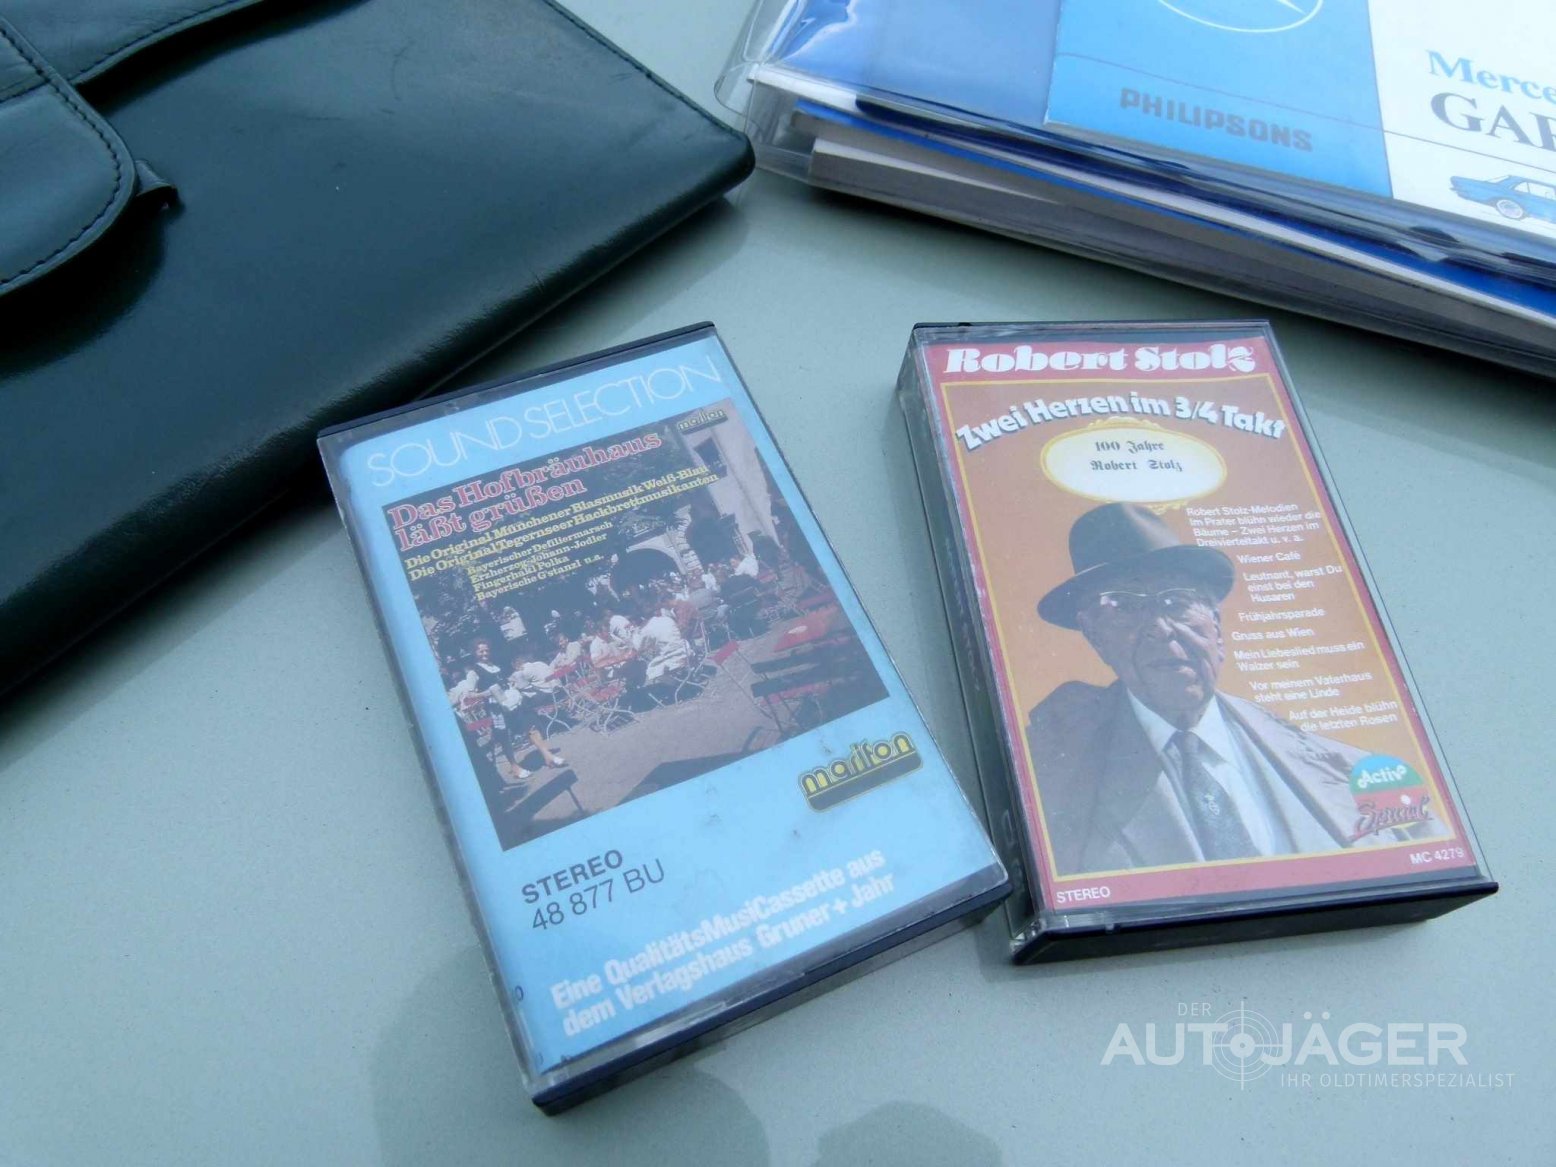 PHILIPSONS
SOUND SELECTION
marifon
Das Hofbräuhaus
läßt grüßen
Die Original Münchener Blasmusik Weiß-Blau
Die Original Tegernseer Hackbrettmusikanten
Bayerischer Defiliermarsch
Erzherzog-Johann-Jodler
Fingerhakl Polka
Bayerische G'stanzl u.a.
marifon
STEREO
48 877 BU
Eine QualitätsMusiCassette aus
dem Verlagshaus Gruner + Jahr
Robert Stolz
Zwei Herzen im 3/4 Takt
100 Jahre
Robert Stolz
Robert Stolz-Melodien
Im Prater blühn wieder die
Bäume – Zwei Herzen im
Dreivierteltakt u. v. a.
Wiener Café
Leutnant, warst Du
einst bei den
Husaren
Frühjahrsparade
Gruss aus Wien
Mein Liebeslied muss ein
Walzer sein
Vor meinem Vaterhaus
steht eine Linde
Auf der Heide blühn
die letzten Rosen
Activ
Special
STEREO
MC 4279
DER
AUTOJÄGER
IHR OLDTIMERSPEZIALIST